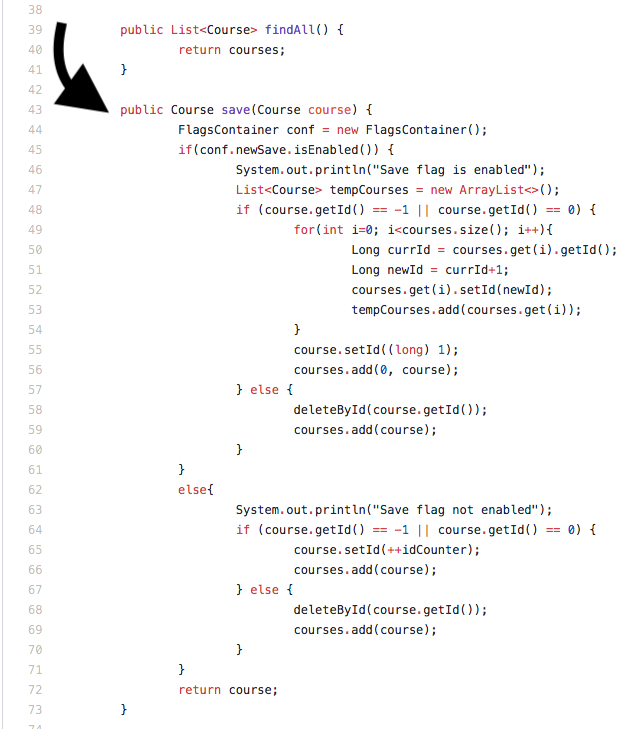 38
39 public List<Course> findAll() {
40 return courses;
41 }
42
43 public Course save(Course course) {
44 FlagsContainer conf = new FlagsContainer();
45 if(conf.newSave.isEnabled()) {
46 System.out.println("Save flag is enabled");
47 List<Course> tempCourses = new ArrayList<>();
48 if (course.getId() == -1 || course.getId() == 0) {
49 for(int i=0; i<courses.size(); i++){
50 Long currId = courses.get(i).getId();
51 Long newId = currId+1;
52 courses.get(i).setId(newId);
53 tempCourses.add(courses.get(i));
54 }
55 course.setId((long) 1);
56 courses.add(0, course);
57 } else {
58 deleteById(course.getId());
59 courses.add(course);
60 }
61 }
62 else{
63 System.out.println("Save flag not enabled");
64 if (course.getId() == -1 || course.getId() == 0) {
65 course.setId(++idCounter);
66 courses.add(course);
67 } else {
68 deleteById(course.getId());
69 courses.add(course);
70 }
71 }
72 return course;
73 }
74